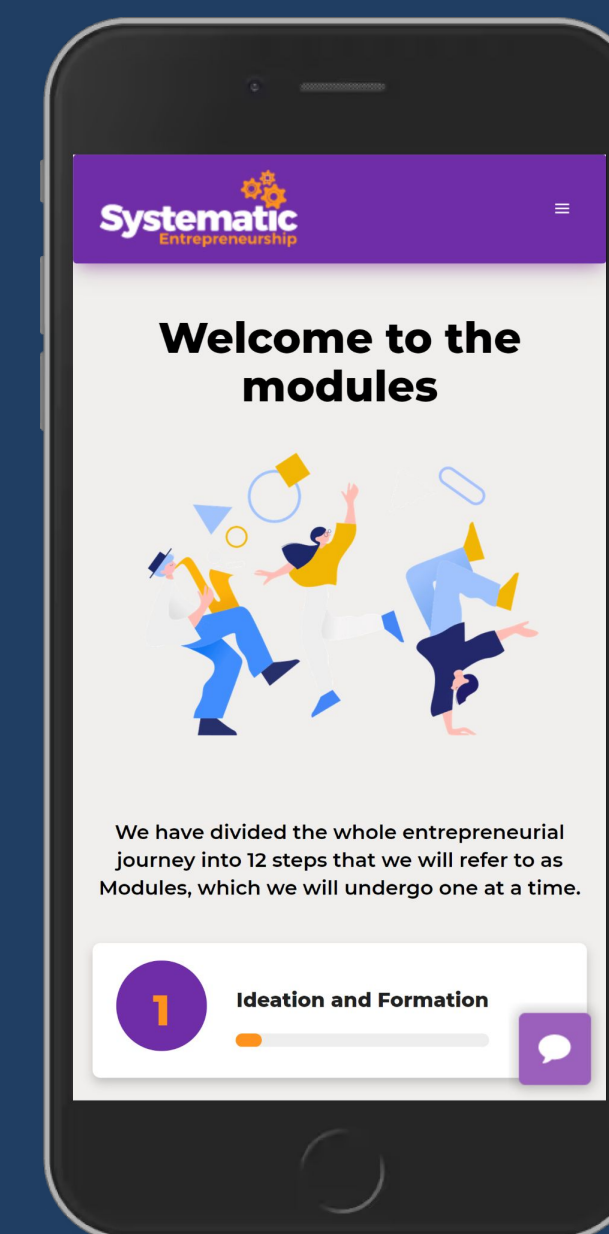 Systematic
Entrepreneurship
Welcome to the
modules
We have divided the whole entrepreneurial
journey into 12 steps that we will refer to as
Modules, which we will undergo one at a time.
1
Ideation and Formation